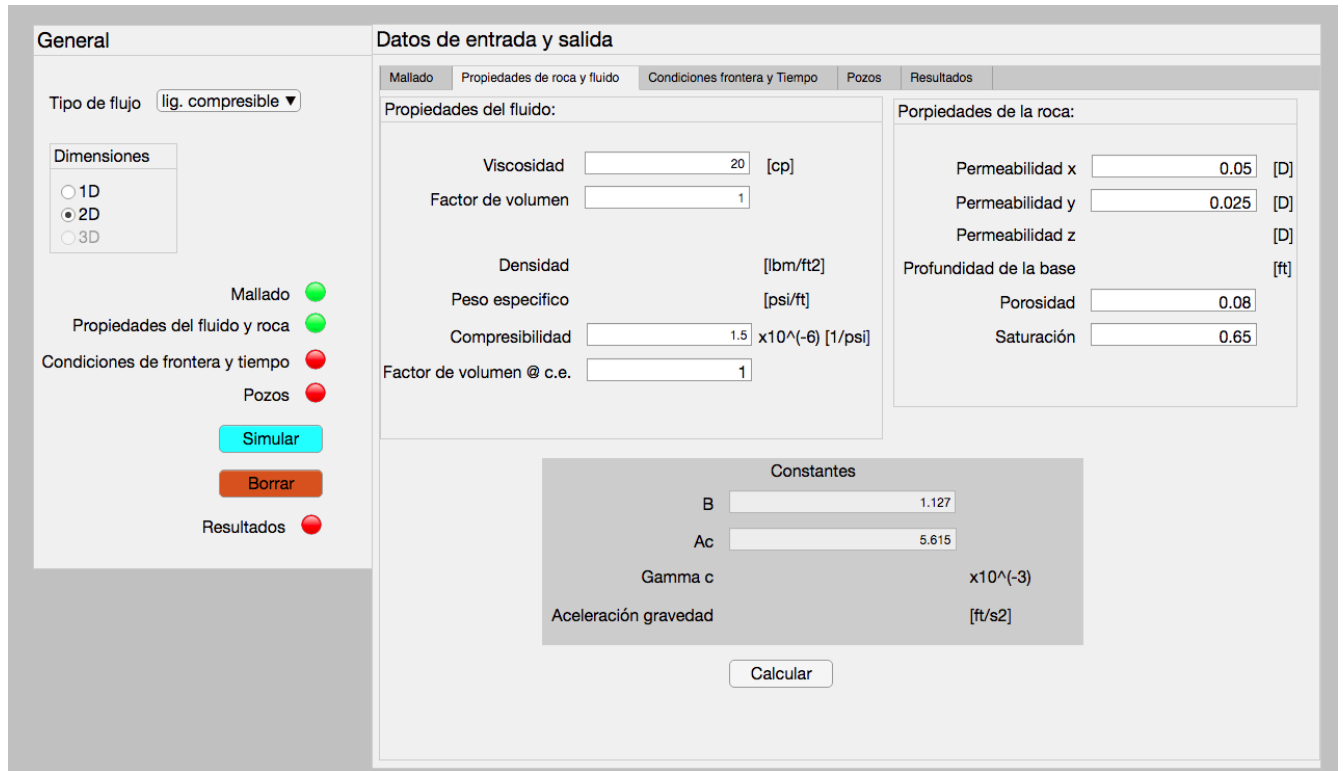 General
Tipo de flujo lig. compresible ▼
Dimensiones
1D
2D
3D
Mallado
Propiedades del fluido y roca
Condiciones de frontera y tiempo
Pozos
Simular
Borrar
Resultados
Datos de entrada y salida
Mallado Propiedades de roca y fluido Condiciones frontera y Tiempo Pozos Resultados
Propiedades del fluido:
Viscosidad 20 [cp]
Factor de volumen 1
Densidad [lbm/ft2]
Peso especifico [psi/ft]
Compresibilidad 1.5 x10^(-6) [1/psi]
Factor de volumen @ c.e. 1
Porpiedades de la roca:
Permeabilidad x 0.05 [D]
Permeabilidad y 0.025 [D]
Permeabilidad z [D]
Profundidad de la base [ft]
Porosidad 0.08
Saturación 0.65
Constantes
B 1.127
Ac 5.615
Gamma c x10^(-3)
Aceleración gravedad [ft/s2]
Calcular